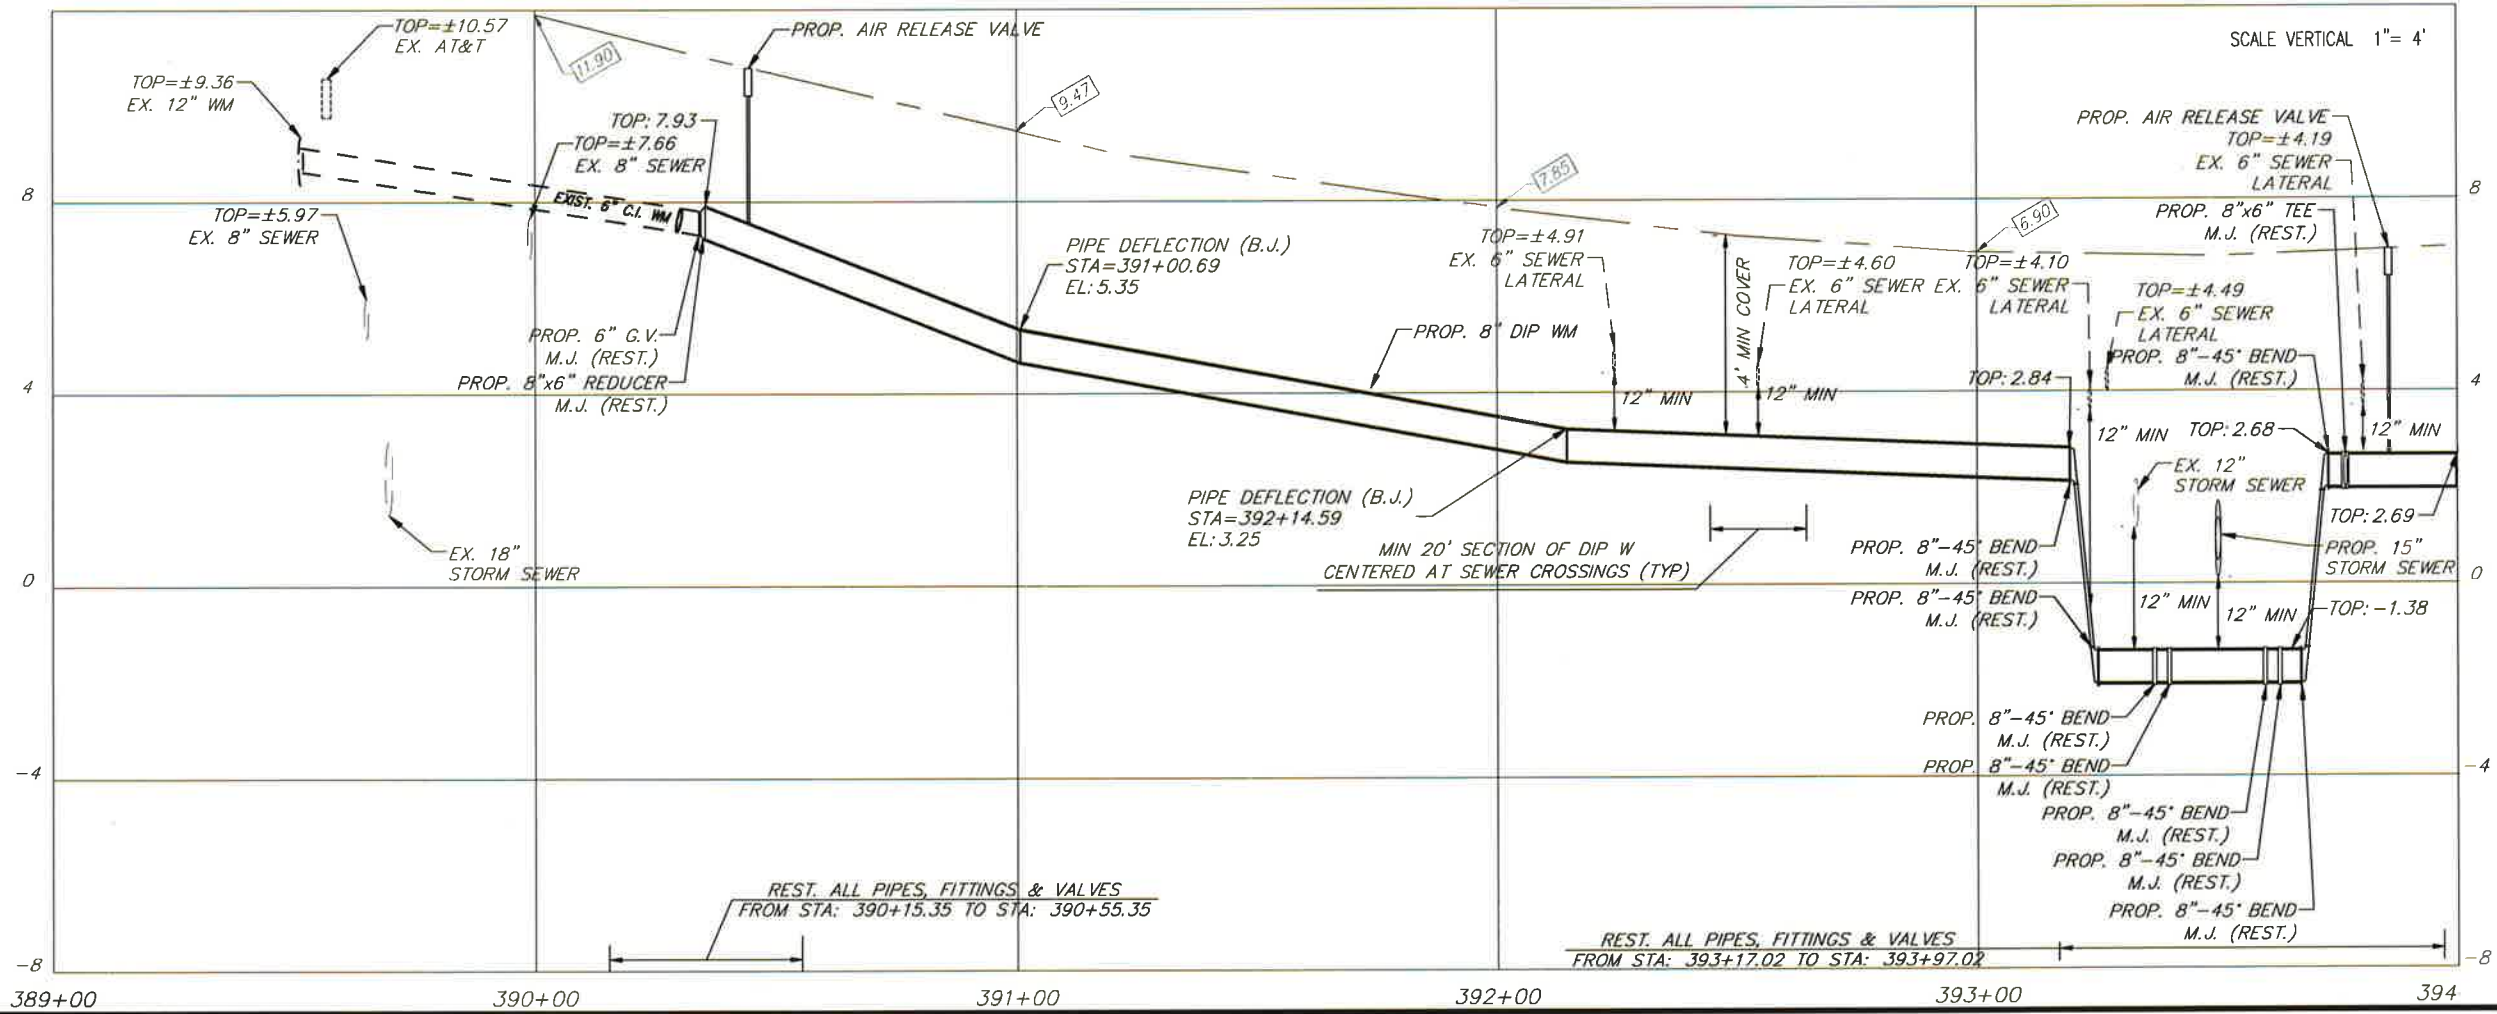 TOP=±10.57
EX. AT&T
PROP. AIR RELEASE VALVE
SCALE VERTICAL 1"= 4'
11.90
TOP=±9.36
EX. 12" WM
9.47
TOP: 7.93
TOP=±7.66
EX. 8" SEWER
PROP. AIR RELEASE VALVE
TOP=±4.19
EX. 6" SEWER
LATERAL
7.85
8
EXIST. 6" C.I. WM
8
TOP=±5.97
EX. 8" SEWER
PROP. 8"x6" TEE
M.J. (REST.)
6.90
PIPE DEFLECTION (B.J.)
STA=391+00.69
EL: 5.35
TOP=±4.91
EX. 6" SEWER
LATERAL
4' MIN COVER
TOP=±4.60
EX. 6" SEWER
LATERAL
TOP=±4.10
EX. 6" SEWER
LATERAL
TOP=±4.49
EX. 6" SEWER
LATERAL
PROP. 6" G.V.
M.J. (REST.)
PROP. 8"x6" REDUCER
M.J. (REST.)
PROP. 8" DIP WM
PROP. 8"-45° BEND
M.J. (REST.)
4
TOP: 2.84
4
12" MIN
12" MIN
12" MIN
TOP: 2.68
12" MIN
EX. 12"
STORM SEWER
PIPE DEFLECTION (B.J.)
STA=392+14.59
EL: 3.25
TOP: 2.69
EX. 18"
STORM SEWER
MIN 20' SECTION OF DIP W
CENTERED AT SEWER CROSSINGS (TYP)
PROP. 8"-45° BEND
M.J. (REST.)
PROP. 15"
STORM SEWER
0
0
PROP. 8"-45° BEND
M.J. (REST.)
12" MIN
12" MIN
TOP: -1.38
PROP. 8"-45° BEND
M.J. (REST.)
-4
PROP. 8"-45° BEND
M.J. (REST.)
-4
PROP. 8"-45° BEND
M.J. (REST.)
PROP. 8"-45° BEND
M.J. (REST.)
PROP. 8"-45° BEND
M.J. (REST.)
REST. ALL PIPES, FITTINGS & VALVES
FROM STA: 390+15.35 TO STA: 390+55.35
REST. ALL PIPES, FITTINGS & VALVES
FROM STA: 393+17.02 TO STA: 393+97.02
-8
-8
389+00
390+00
391+00
392+00
393+00
394